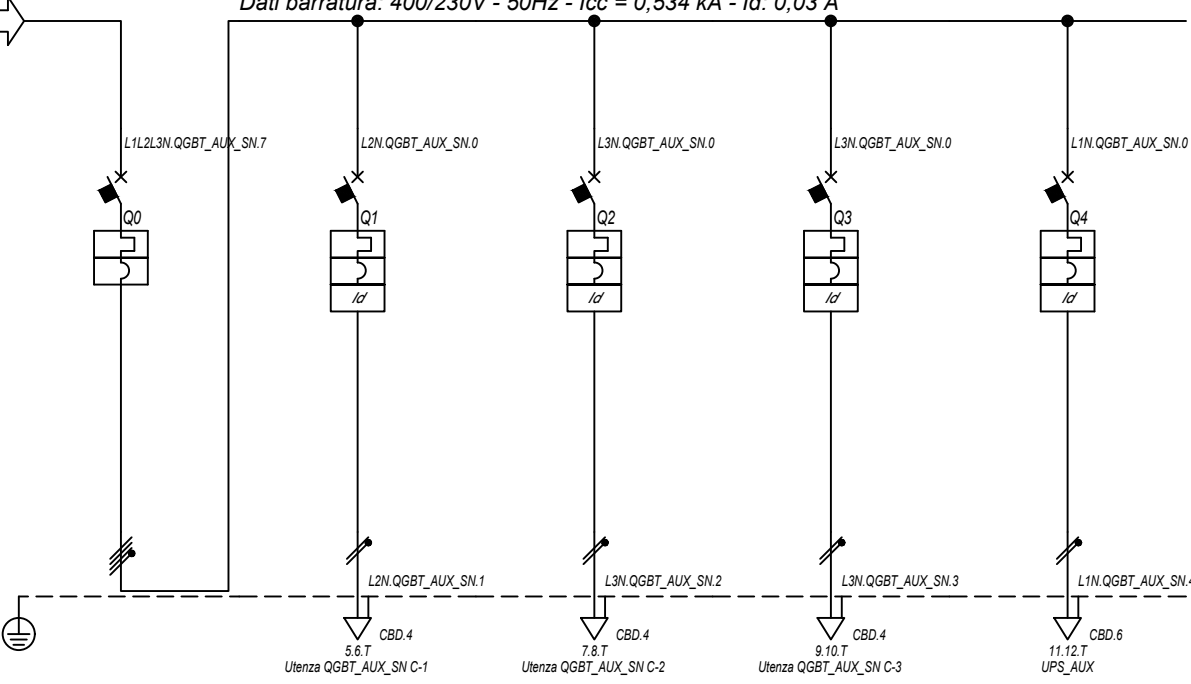 Dati barratura: 400/230V - 50Hz - Icc = 0,534 kA - Id: 0,03 A
L1L2L3N.QGBT_AUX_SN.7
L2N.QGBT_AUX_SN.0
L3N.QGBT_AUX_SN.0
L3N.QGBT_AUX_SN.0
L1N.QGBT_AUX_SN.0
Q0
Q1
Q2
Q3
Q4
Id
Id
Id
Id
L2N.QGBT_AUX_SN.1
L3N.QGBT_AUX_SN.2
L3N.QGBT_AUX_SN.3
L1N.QGBT_AUX_SN.4
CBD.4
CBD.4
CBD.4
CBD.6
5.6.T
7.8.T
9.10.T
11.12.T
Utenza QGBT_AUX_SN C-1
Utenza QGBT_AUX_SN C-2
Utenza QGBT_AUX_SN C-3
UPS_AUX